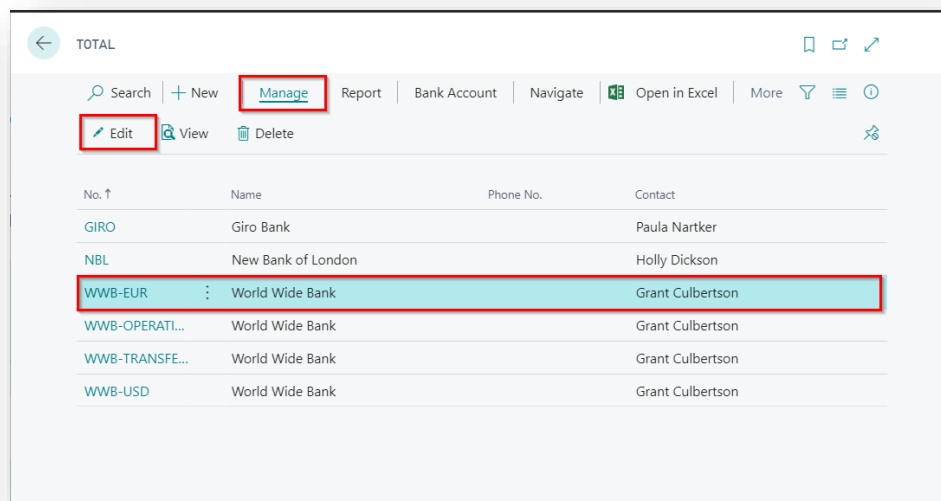 TOTAL
Search + New Manage Report Bank Account Navigate Open in Excel More
Edit View Delete
No. ↑ Name Phone No. Contact
GIRO Giro Bank Paula Nartker
NBL New Bank of London Holly Dickson
WWB-EUR World Wide Bank Grant Culbertson
WWB-OPERATI... World Wide Bank Grant Culbertson
WWB-TRANSFE... World Wide Bank Grant Culbertson
WWB-USD World Wide Bank Grant Culbertson